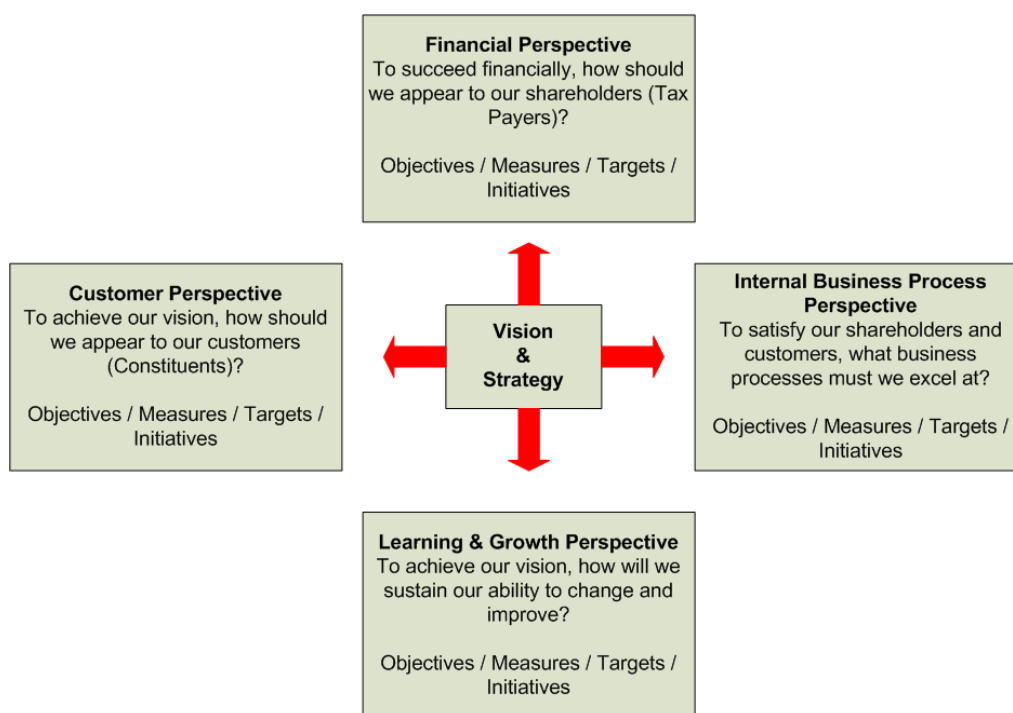 Financial Perspective
To succeed financially, how should
we appear to our shareholders (Tax
Payers)?
Objectives / Measures / Targets /
Initiatives
Customer Perspective
To achieve our vision, how should
we appear to our customers
(Constituents)?
Objectives / Measures / Targets /
Initiatives
Vision
&
Strategy
Internal Business Process
Perspective
To satisfy our shareholders and
customers, what business
processes must we excel at?
Objectives / Measures / Targets /
Initiatives
Learning & Growth Perspective
To achieve our vision, how will we
sustain our ability to change and
improve?
Objectives / Measures / Targets /
Initiatives